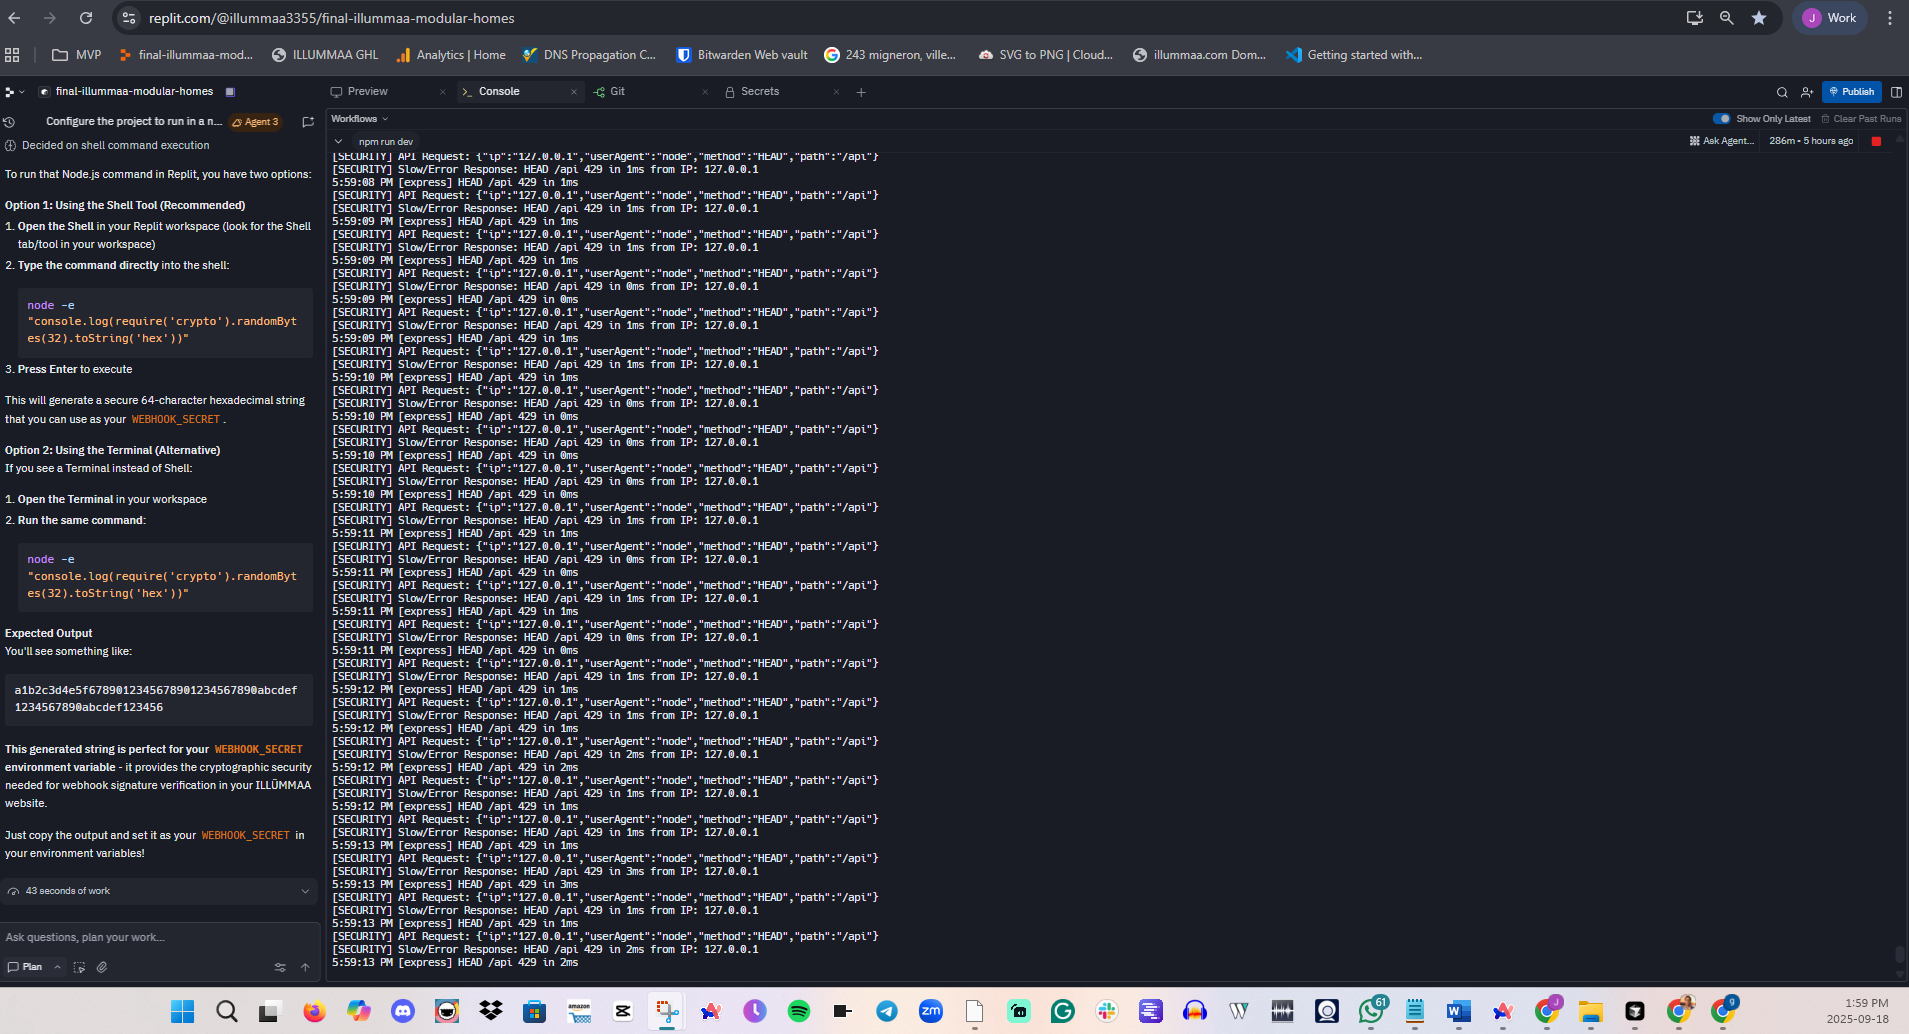 replit.com/@illummaa3355/final-illummaa-modular-homes
J Work
MVP
final-illummaa-mod...
ILLUMMAA GHL
Analytics | Home
DNS Propagation C...
Bitwarden Web vault
243 migneron, ville...
SVG to PNG | Cloud...
illummaa.com Dom...
Getting started with...
final-illummaa-modular-homes
Preview
Console
Git
Secrets
Publish
Configure the project to run in a n...
Agent 3
Decided on shell command execution
To run that Node.js command in Replit, you have two options:
Option 1: Using the Shell Tool (Recommended)
1. Open the Shell in your Replit workspace (look for the Shell
tab/tool in your workspace)
2. Type the command directly into the shell:
node -e
"console.log(require('crypto').randomByt
es(32).toString('hex'))"
3. Press Enter to execute
This will generate a secure 64-character hexadecimal string
that you can use as your WEBHOOK_SECRET .
Option 2: Using the Terminal (Alternative)
If you see a Terminal instead of Shell:
1. Open the Terminal in your workspace
2. Run the same command:
node -e
"console.log(require('crypto').randomByt
es(32).toString('hex'))"
Expected Output
You'll see something like:
a1b2c3d4e5f6789012345678901234567890abcdef
1234567890abcdef123456
This generated string is perfect for your WEBHOOK_SECRET
environment variable - it provides the cryptographic security
needed for webhook signature verification in your ILLÜMMAA
website.
Just copy the output and set it as your WEBHOOK_SECRET in
your environment variables!
43 seconds of work
Ask questions, plan your work...
Plan
Workflows
Show Only Latest
Clear Past Runs
npm run dev
Ask Agent...
286m • 5 hours ago
[SECURITY] API Request: {"ip":"127.0.0.1","userAgent":"node","method":"HEAD","path":"/api"}
[SECURITY] Slow/Error Response: HEAD /api 429 in 1ms from IP: 127.0.0.1
5:59:08 PM [express] HEAD /api 429 in 1ms
[SECURITY] API Request: {"ip":"127.0.0.1","userAgent":"node","method":"HEAD","path":"/api"}
[SECURITY] Slow/Error Response: HEAD /api 429 in 1ms from IP: 127.0.0.1
5:59:09 PM [express] HEAD /api 429 in 1ms
[SECURITY] API Request: {"ip":"127.0.0.1","userAgent":"node","method":"HEAD","path":"/api"}
[SECURITY] Slow/Error Response: HEAD /api 429 in 1ms from IP: 127.0.0.1
5:59:09 PM [express] HEAD /api 429 in 1ms
[SECURITY] API Request: {"ip":"127.0.0.1","userAgent":"node","method":"HEAD","path":"/api"}
[SECURITY] Slow/Error Response: HEAD /api 429 in 0ms from IP: 127.0.0.1
5:59:09 PM [express] HEAD /api 429 in 0ms
[SECURITY] API Request: {"ip":"127.0.0.1","userAgent":"node","method":"HEAD","path":"/api"}
[SECURITY] Slow/Error Response: HEAD /api 429 in 1ms from IP: 127.0.0.1
5:59:09 PM [express] HEAD /api 429 in 1ms
[SECURITY] API Request: {"ip":"127.0.0.1","userAgent":"node","method":"HEAD","path":"/api"}
[SECURITY] Slow/Error Response: HEAD /api 429 in 1ms from IP: 127.0.0.1
5:59:10 PM [express] HEAD /api 429 in 1ms
[SECURITY] API Request: {"ip":"127.0.0.1","userAgent":"node","method":"HEAD","path":"/api"}
[SECURITY] Slow/Error Response: HEAD /api 429 in 0ms from IP: 127.0.0.1
5:59:10 PM [express] HEAD /api 429 in 0ms
[SECURITY] API Request: {"ip":"127.0.0.1","userAgent":"node","method":"HEAD","path":"/api"}
[SECURITY] Slow/Error Response: HEAD /api 429 in 0ms from IP: 127.0.0.1
5:59:10 PM [express] HEAD /api 429 in 0ms
[SECURITY] API Request: {"ip":"127.0.0.1","userAgent":"node","method":"HEAD","path":"/api"}
[SECURITY] Slow/Error Response: HEAD /api 429 in 0ms from IP: 127.0.0.1
5:59:10 PM [express] HEAD /api 429 in 0ms
[SECURITY] API Request: {"ip":"127.0.0.1","userAgent":"node","method":"HEAD","path":"/api"}
[SECURITY] Slow/Error Response: HEAD /api 429 in 1ms from IP: 127.0.0.1
5:59:11 PM [express] HEAD /api 429 in 1ms
[SECURITY] API Request: {"ip":"127.0.0.1","userAgent":"node","method":"HEAD","path":"/api"}
[SECURITY] Slow/Error Response: HEAD /api 429 in 0ms from IP: 127.0.0.1
5:59:11 PM [express] HEAD /api 429 in 0ms
[SECURITY] API Request: {"ip":"127.0.0.1","userAgent":"node","method":"HEAD","path":"/api"}
[SECURITY] Slow/Error Response: HEAD /api 429 in 1ms from IP: 127.0.0.1
5:59:11 PM [express] HEAD /api 429 in 1ms
[SECURITY] API Request: {"ip":"127.0.0.1","userAgent":"node","method":"HEAD","path":"/api"}
[SECURITY] Slow/Error Response: HEAD /api 429 in 0ms from IP: 127.0.0.1
5:59:11 PM [express] HEAD /api 429 in 0ms
[SECURITY] API Request: {"ip":"127.0.0.1","userAgent":"node","method":"HEAD","path":"/api"}
[SECURITY] Slow/Error Response: HEAD /api 429 in 1ms from IP: 127.0.0.1
5:59:12 PM [express] HEAD /api 429 in 1ms
[SECURITY] API Request: {"ip":"127.0.0.1","userAgent":"node","method":"HEAD","path":"/api"}
[SECURITY] Slow/Error Response: HEAD /api 429 in 1ms from IP: 127.0.0.1
5:59:12 PM [express] HEAD /api 429 in 1ms
[SECURITY] API Request: {"ip":"127.0.0.1","userAgent":"node","method":"HEAD","path":"/api"}
[SECURITY] Slow/Error Response: HEAD /api 429 in 2ms from IP: 127.0.0.1
5:59:12 PM [express] HEAD /api 429 in 2ms
[SECURITY] API Request: {"ip":"127.0.0.1","userAgent":"node","method":"HEAD","path":"/api"}
[SECURITY] Slow/Error Response: HEAD /api 429 in 1ms from IP: 127.0.0.1
5:59:12 PM [express] HEAD /api 429 in 1ms
[SECURITY] API Request: {"ip":"127.0.0.1","userAgent":"node","method":"HEAD","path":"/api"}
[SECURITY] Slow/Error Response: HEAD /api 429 in 1ms from IP: 127.0.0.1
5:59:13 PM [express] HEAD /api 429 in 1ms
[SECURITY] API Request: {"ip":"127.0.0.1","userAgent":"node","method":"HEAD","path":"/api"}
[SECURITY] Slow/Error Response: HEAD /api 429 in 3ms from IP: 127.0.0.1
5:59:13 PM [express] HEAD /api 429 in 3ms
[SECURITY] API Request: {"ip":"127.0.0.1","userAgent":"node","method":"HEAD","path":"/api"}
[SECURITY] Slow/Error Response: HEAD /api 429 in 1ms from IP: 127.0.0.1
5:59:13 PM [express] HEAD /api 429 in 1ms
[SECURITY] API Request: {"ip":"127.0.0.1","userAgent":"node","method":"HEAD","path":"/api"}
[SECURITY] Slow/Error Response: HEAD /api 429 in 2ms from IP: 127.0.0.1
5:59:13 PM [express] HEAD /api 429 in 2ms
amazon
zm
61
1:59 PM
2025-09-18